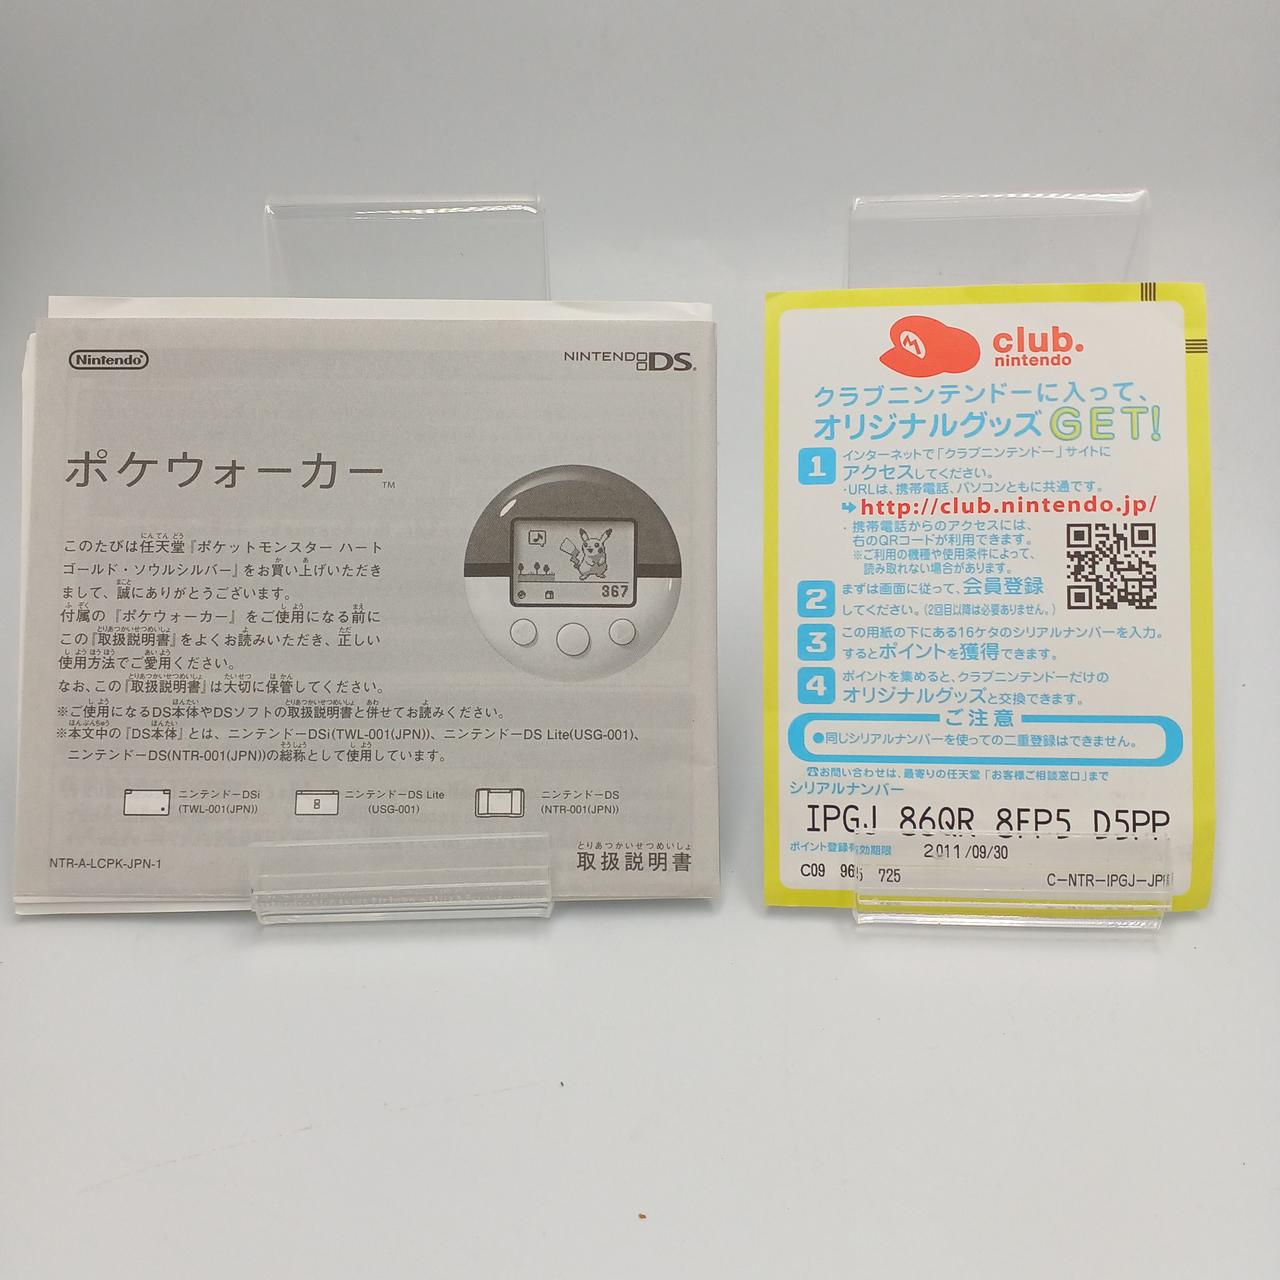 Nintendo
NINTENDO DS
ポケウォーカー™
このたびは任天堂『ポケットモンスター ハート
ゴールド・ソウルシルバー』をお買い上げいただき
まして、誠にありがとうございます。
付属の『ポケウォーカー』をご使用になる前に
この『取扱説明書』をよくお読みいただき、正しい
使用方法でご愛用ください。
なお、この『取扱説明書』は大切に保管してください。
※ご使用になるDS本体やDSソフトの取扱説明書と併せてお読みください。
※本文中の『DS本体』とは、ニンテンドーDSi(TWL-001(JPN))、ニンテンドーDS Lite(USG-001)、
ニンテンドーDS(NTR-001(JPN))の総称として使用しています。
367
ニンテンドーDSi
(TWL-001(JPN))
ニンテンドーDS Lite
(USG-001)
ニンテンドーDS
(NTR-001(JPN))
NTR-A-LCPK-JPN-1
とりあつかいせつめいしょ
取扱説明書
M
club.
nintendo
クラブニンテンドーに入って、
オリジナルグッズGET!
1 インターネットで「クラブニンテンドー」サイトに
アクセスしてください。
・URLは、携帯電話、パソコンともに共通です。
➡http://club.nintendo.jp/
・携帯電話からのアクセスには、
右のQRコードが利用できます。
※ご利用の機種や使用条件によって、
読み取れない場合があります。
2 まずは画面に従って、会員登録
してください。(2回目以降は必要ありません。)
3 この用紙の下にある16ケタのシリアルナンバーを入力。
するとポイントを獲得できます。
4 ポイントを集めると、クラブニンテンドーだけの
オリジナルグッズと交換できます。
ご注意
●同じシリアルナンバーを使っての二重登録はできません。
☎お問い合わせは、最寄りの任天堂「お客様ご相談窓口」まで
シリアルナンバー
IPGJ 86QR 8FP5 D5PP
ポイント登録有効期限 2011/09/30
C09 965 725
C-NTR-IPGJ-JP